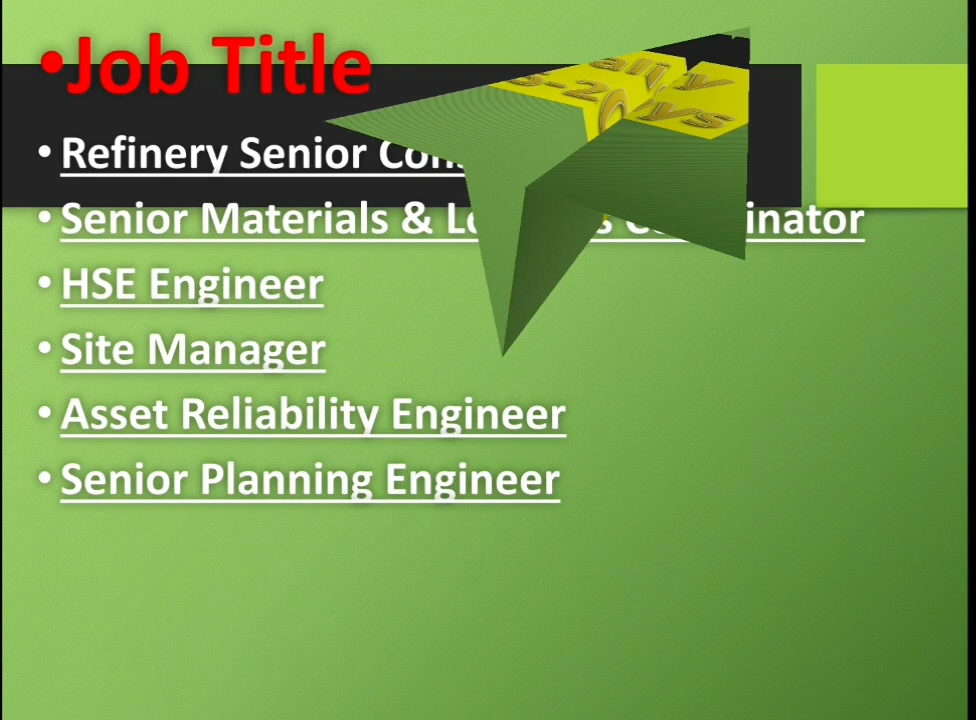 •Job Title
• Refinery Senior
• Senior Materials &
• HSE Engineer
• Site Manager
• Asset Reliability Engineer
• Senior Planning Engineer